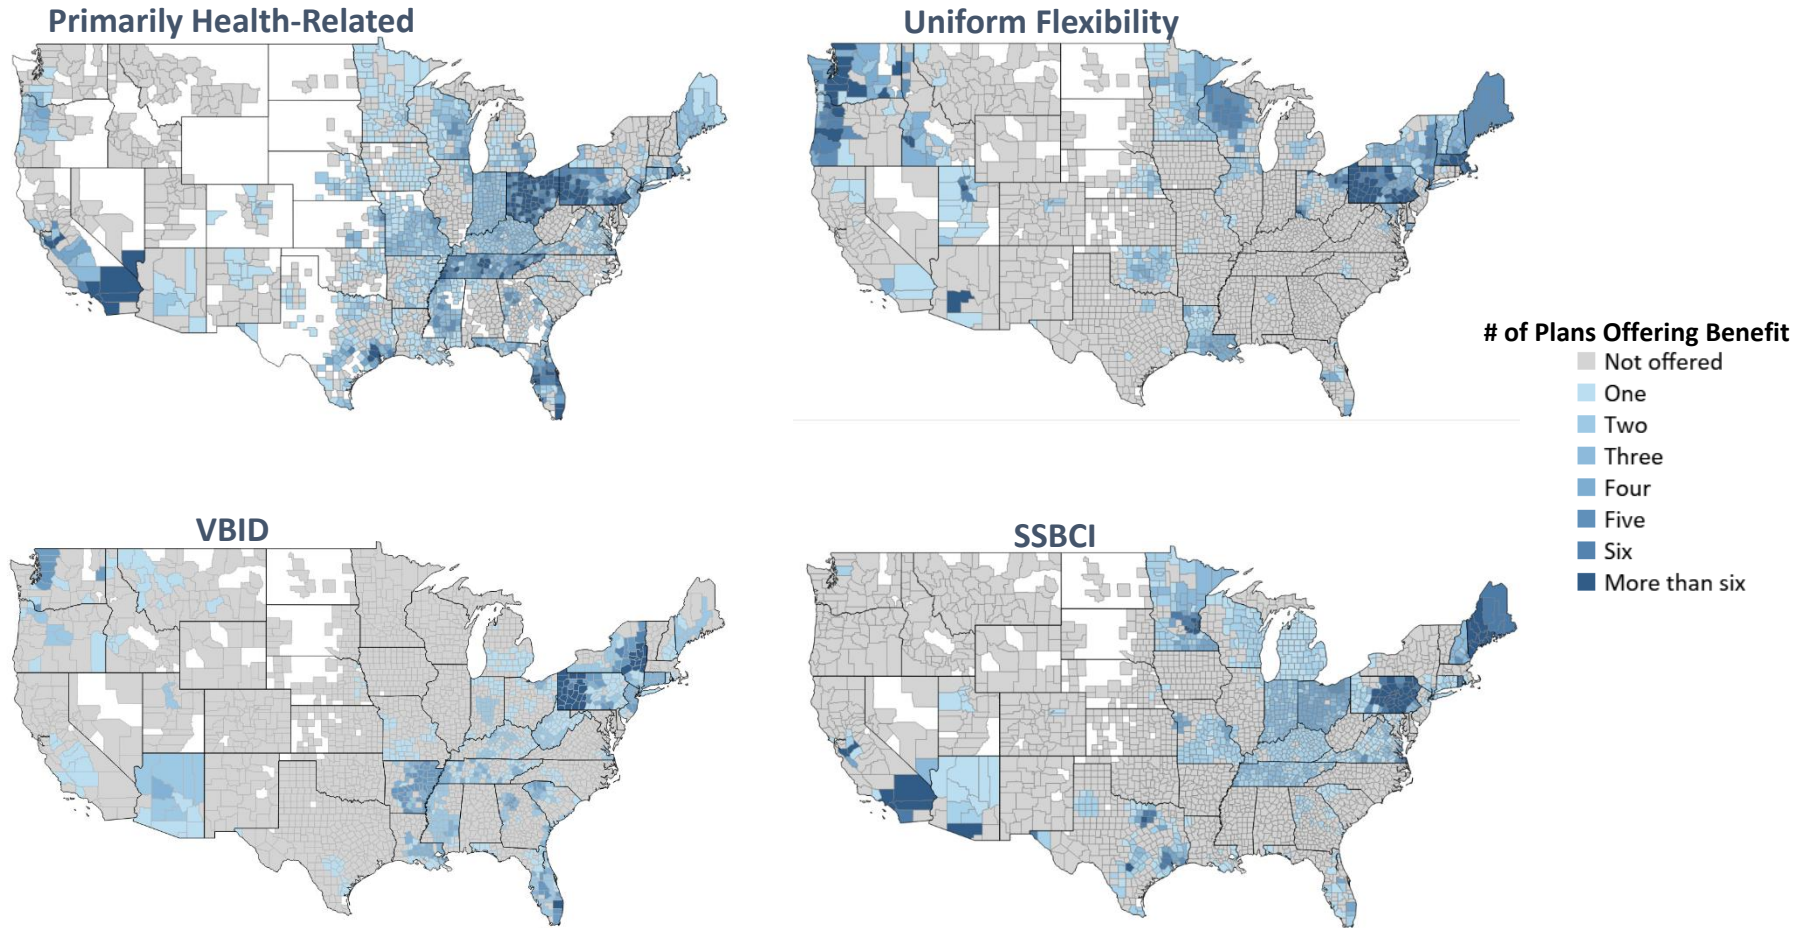 Primarily Health-Related
Uniform Flexibility
# of Plans Offering Benefit
Not offered
One
Two
Three
Four
Five
Six
More than six
VBID
SSBCI